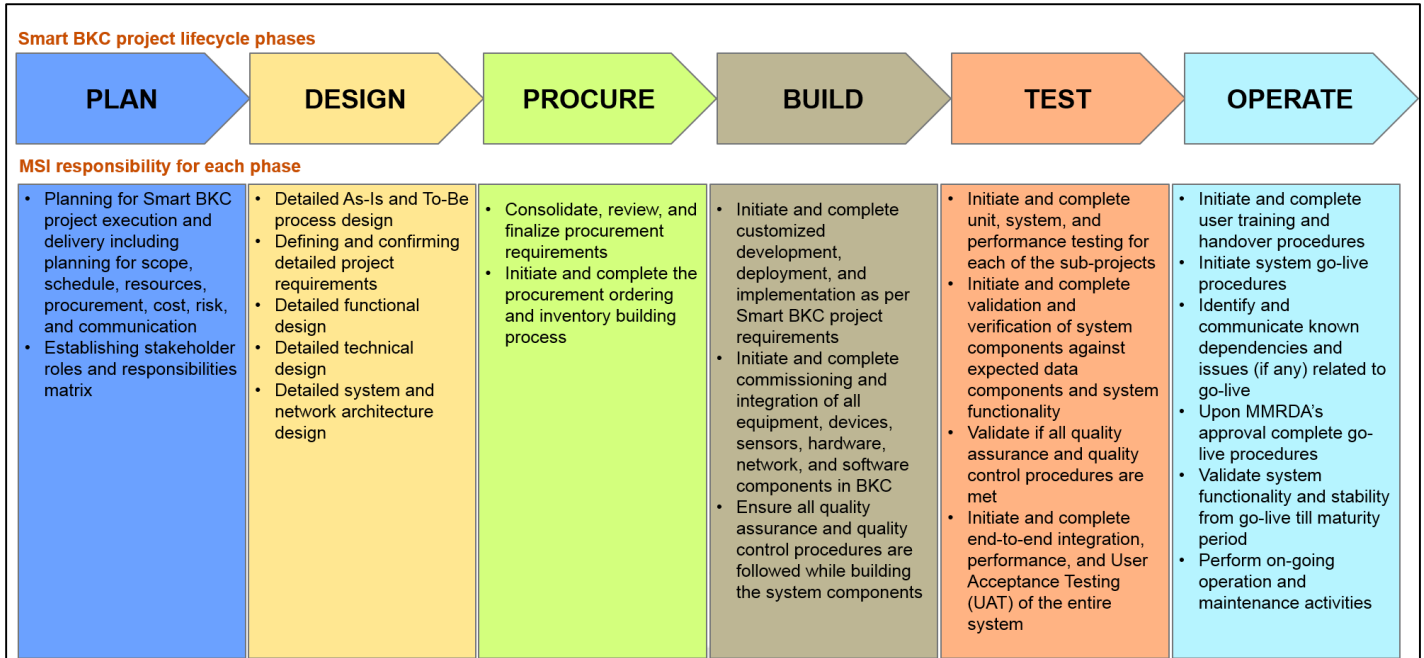 Smart BKC project lifecycle phases
PLAN
DESIGN
PROCURE
BUILD
TEST
OPERATE
MSI responsibility for each phase
• Planning for Smart BKC
project execution and
delivery including
planning for scope,
schedule, resources,
procurement, cost, risk,
and communication
• Establishing stakeholder
roles and responsibilities
matrix
• Detailed As-Is and To-Be
process design
• Defining and confirming
detailed project
requirements
• Detailed functional
design
• Detailed technical
design
• Detailed system and
network architecture
design
• Consolidate, review, and
finalize procurement
requirements
• Initiate and complete the
procurement ordering
and inventory building
process
• Initiate and complete
customized
development,
deployment, and
implementation as per
Smart BKC project
requirements
• Initiate and complete
commissioning and
integration of all
equipment, devices,
sensors, hardware,
network, and software
components in BKC
• Ensure all quality
assurance and quality
control procedures are
followed while building
the system components
• Initiate and complete
unit, system, and
performance testing for
each of the sub-projects
• Initiate and complete
validation and
verification of system
components against
expected data
components and system
functionality
• Validate if all quality
assurance and quality
control procedures are
met
• Initiate and complete
end-to-end integration,
performance, and User
Acceptance Testing
(UAT) of the entire
system
• Initiate and complete
user training and
handover procedures
• Initiate system go-live
procedures
• Identify and
communicate known
dependencies and
issues (if any) related to
go-live
• Upon MMRDA’s
approval complete go-
live procedures
• Validate system
functionality and stability
from go-live till maturity
period
• Perform on-going
operation and
maintenance activities